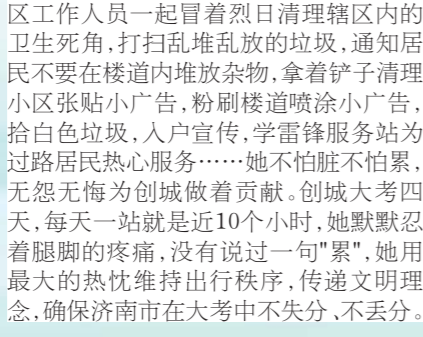 区工作人员一起冒着烈日清理辖区内的
卫生死角,打扫乱堆乱放的垃圾,通知居
民不要在楼道内堆放杂物,拿着铲子清理
小区张贴小广告,粉刷楼道喷涂小广告,
拾白色垃圾,入户宣传,学雷锋服务站为
过路居民热心服务……她不怕脏不怕累,
无怨无悔为创城做着贡献。创城大考四
天,每天一站就是近10个小时,她默默忍
着腿脚的疼痛,没有说过一句"累",她用
最大的热忱维持出行秩序,传递文明理
念,确保济南市在大考中不失分、不丢分。